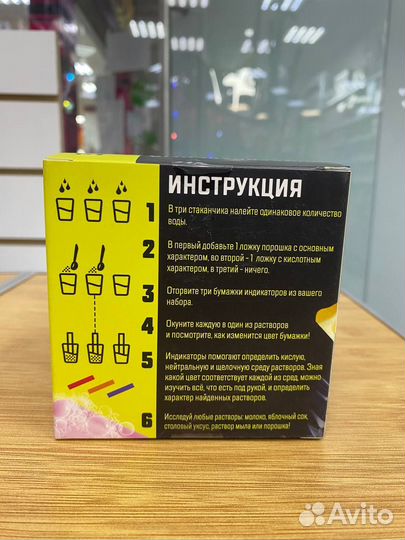 ИНСТРУКЦИЯ
1
В три стаканчика налейте одинаковое количество
воды.
2
В первый добавьте 1 ложку порошка с основным
характером, во второй - 1 ложку с кислотным
характером, в третий - ничего.
3
Оторвите три бумажки индикаторов из вашего
набора.
4
Окуните каждую в один из растворов
и посмотрите, как изменится цвет бумажки!
5
Индикаторы помогают определить кислую,
нейтральную и щелочную среду растворов. Зная
какой цвет соответствует каждой из сред, можно
изучить всё, что есть под рукой, и определить
характер найденных растворов.
6
Исследуй любые растворы: молоко, яблочный сок,
столовый уксус, раствор мыла или порошка!
Avito